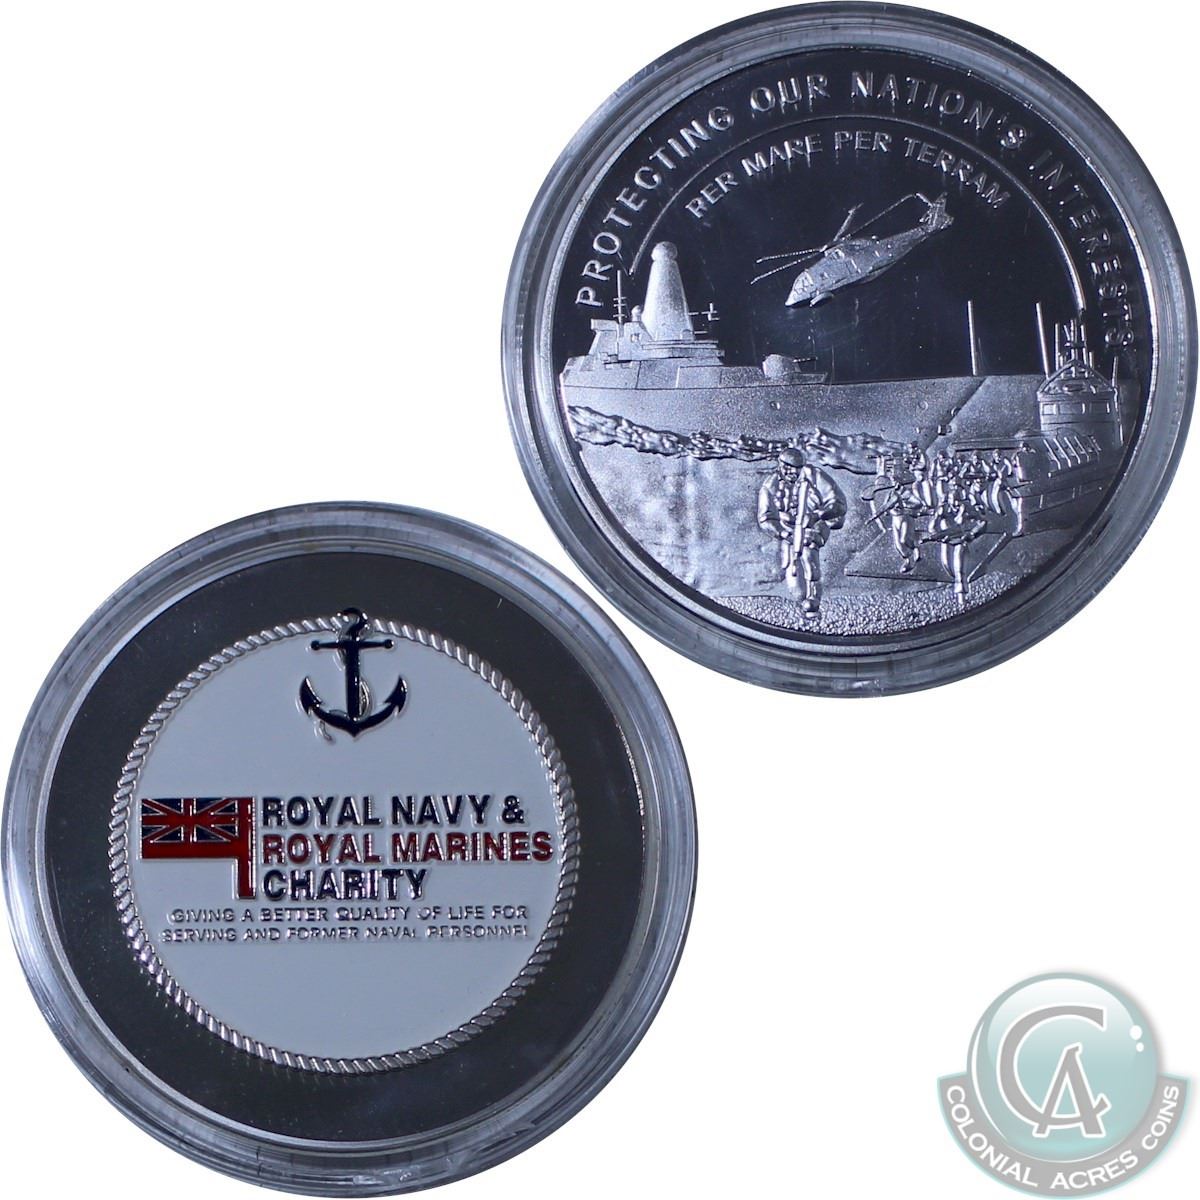 PROTECTING OUR NATION'S INTERESTS
PER MARE PER TERRAM
ROYAL NAVY &
ROYAL MARINES
CHARITY
GIVING A BETTER QUALITY OF LIFE FOR
SERVING AND FORMER NAVAL PERSONNEL
CA
COLONIAL ACRES COINS